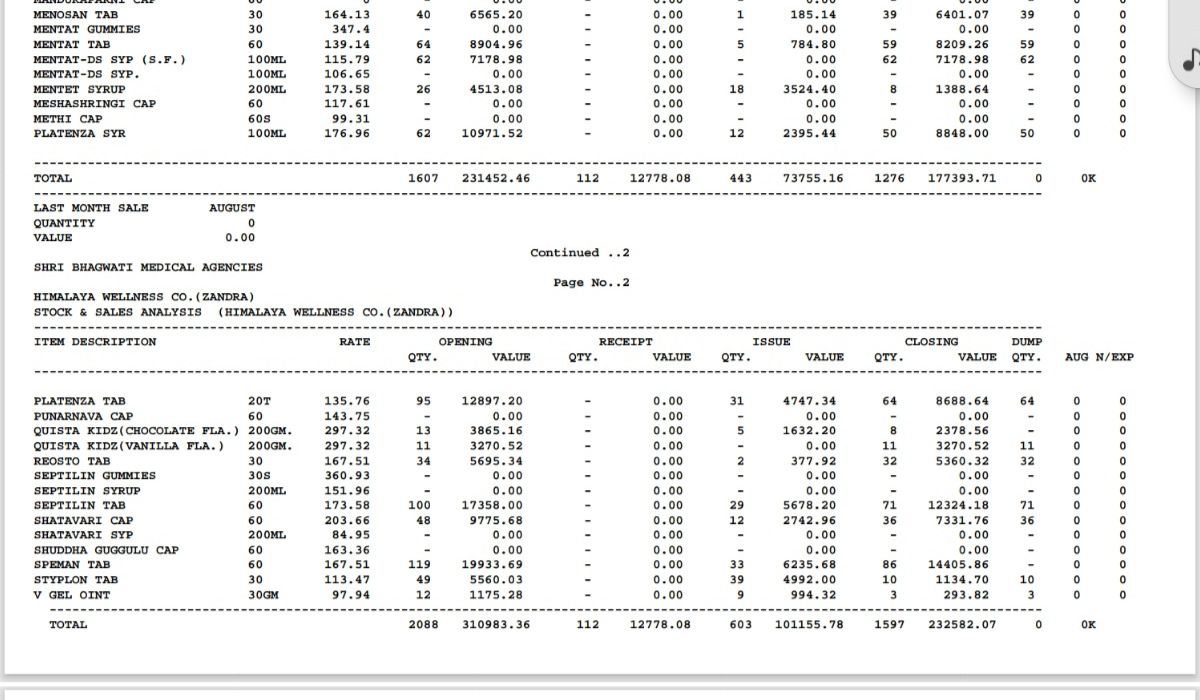 MENOSAN TAB 30 164.13 40 6565.20 - 0.00 1 185.14 39 6401.07 39 0 0
MENTAT GUMMIES 30 347.4 - 0.00 - 0.00 - 0.00 - 0.00 - 0 0
MENTAT TAB 60 139.14 64 8904.96 - 0.00 5 784.80 59 8209.26 59 0 0
MENTAT-DS SYP (S.F.) 100ML 115.79 62 7178.98 - 0.00 - 0.00 62 7178.98 62 0 0
MENTAT-DS SYP. 100ML 106.65 - 0.00 - 0.00 - 0.00 - 0.00 - 0 0
MENTET SYRUP 200ML 173.58 26 4513.08 - 0.00 18 3524.40 8 1388.64 - 0 0
MESHASHRINGI CAP 60 117.61 - 0.00 - 0.00 - 0.00 - 0.00 - 0 0
METHI CAP 60S 99.31 - 0.00 - 0.00 - 0.00 - 0.00 - 0 0
PLATENZA SYR 100ML 176.96 62 10971.52 - 0.00 12 2395.44 50 8848.00 50 0 0
TOTAL 1607 231452.46 112 12778.08 443 73755.16 1276 177393.71 0 OK
LAST MONTH SALE AUGUST
QUANTITY 0
VALUE 0.00
Continued ..2
SHRI BHAGWATI MEDICAL AGENCIES
Page No..2
HIMALAYA WELLNESS CO.(ZANDRA)
STOCK & SALES ANALYSIS (HIMALAYA WELLNESS CO.(ZANDRA))
ITEM DESCRIPTION RATE OPENING RECEIPT ISSUE CLOSING DUMP
QTY. VALUE QTY. VALUE QTY. VALUE QTY. VALUE QTY. AUG N/EXP
PLATENZA TAB 20T 135.76 95 12897.20 - 0.00 31 4747.34 64 8688.64 64 0 0
PUNARNAVA CAP 60 143.75 - 0.00 - 0.00 - 0.00 - 0.00 - 0 0
QUISTA KIDZ(CHOCOLATE FLA.) 200GM. 297.32 13 3865.16 - 0.00 5 1632.20 8 2378.56 - 0 0
QUISTA KIDZ(VANILLA FLA.) 200GM. 297.32 11 3270.52 - 0.00 - 0.00 11 3270.52 11 0 0
REOSTO TAB 30 167.51 34 5695.34 - 0.00 2 377.92 32 5360.32 32 0 0
SEPTILIN GUMMIES 30S 360.93 - 0.00 - 0.00 - 0.00 - 0.00 - 0 0
SEPTILIN SYRUP 200ML 151.96 - 0.00 - 0.00 - 0.00 - 0.00 - 0 0
SEPTILIN TAB 60 173.58 100 17358.00 - 0.00 29 5678.20 71 12324.18 71 0 0
SHATAVARI CAP 60 203.66 48 9775.68 - 0.00 12 2742.96 36 7331.76 36 0 0
SHATAVARI SYP 200ML 84.95 - 0.00 - 0.00 - 0.00 - 0.00 - 0 0
SHUDDHA GUGGULU CAP 60 163.36 - 0.00 - 0.00 - 0.00 - 0.00 - 0 0
SPEMAN TAB 60 167.51 119 19933.69 - 0.00 33 6235.68 86 14405.86 - 0 0
STYPLON TAB 30 113.47 49 5560.03 - 0.00 39 4992.00 10 1134.70 10 0 0
V GEL OINT 30GM 97.94 12 1175.28 - 0.00 9 994.32 3 293.82 3 0 0
TOTAL 2088 310983.36 112 12778.08 603 101155.78 1597 232582.07 0 OK